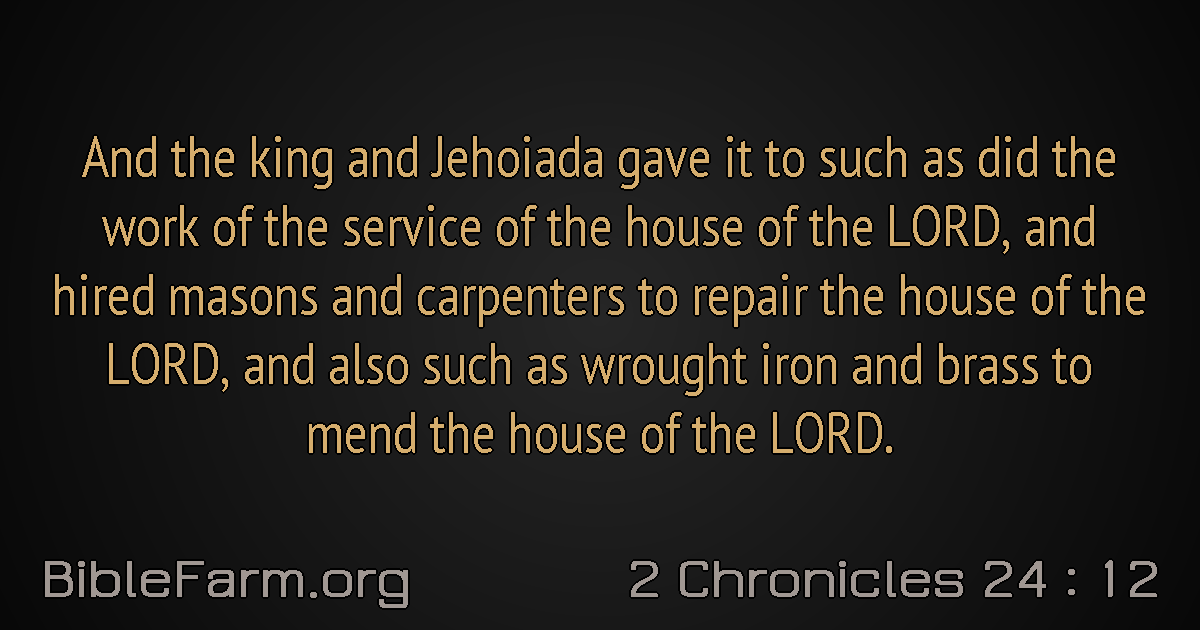 And the king and Jehoiada gave it to such as did the
work of the service of the house of the LORD, and
hired masons and carpenters to repair the house of the
LORD, and also such as wrought iron and brass to
mend the house of the LORD.
BibleFarm.org
2 Chronicles 24 : 12